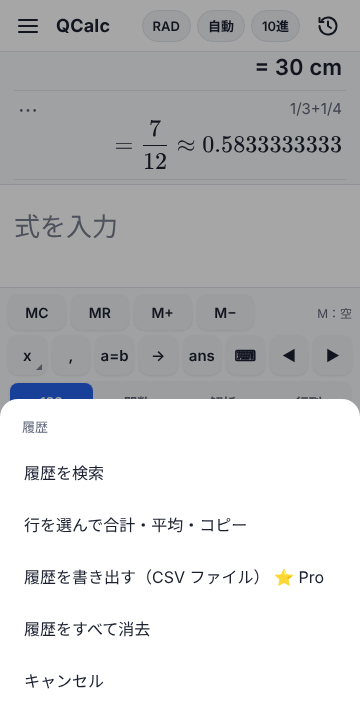 QCalc RAD 自動 10進
= 30 cm
… 1/3+1/4
= 7/12 ≈ 0.5833333333
式を入力
MC MR M+ M− M：空
x , a=b → ans ⌨ ◀ ▶
履歴
履歴を検索
行を選んで合計・平均・コピー
履歴を書き出す（CSV ファイル） ⭐ Pro
履歴をすべて消去
キャンセル